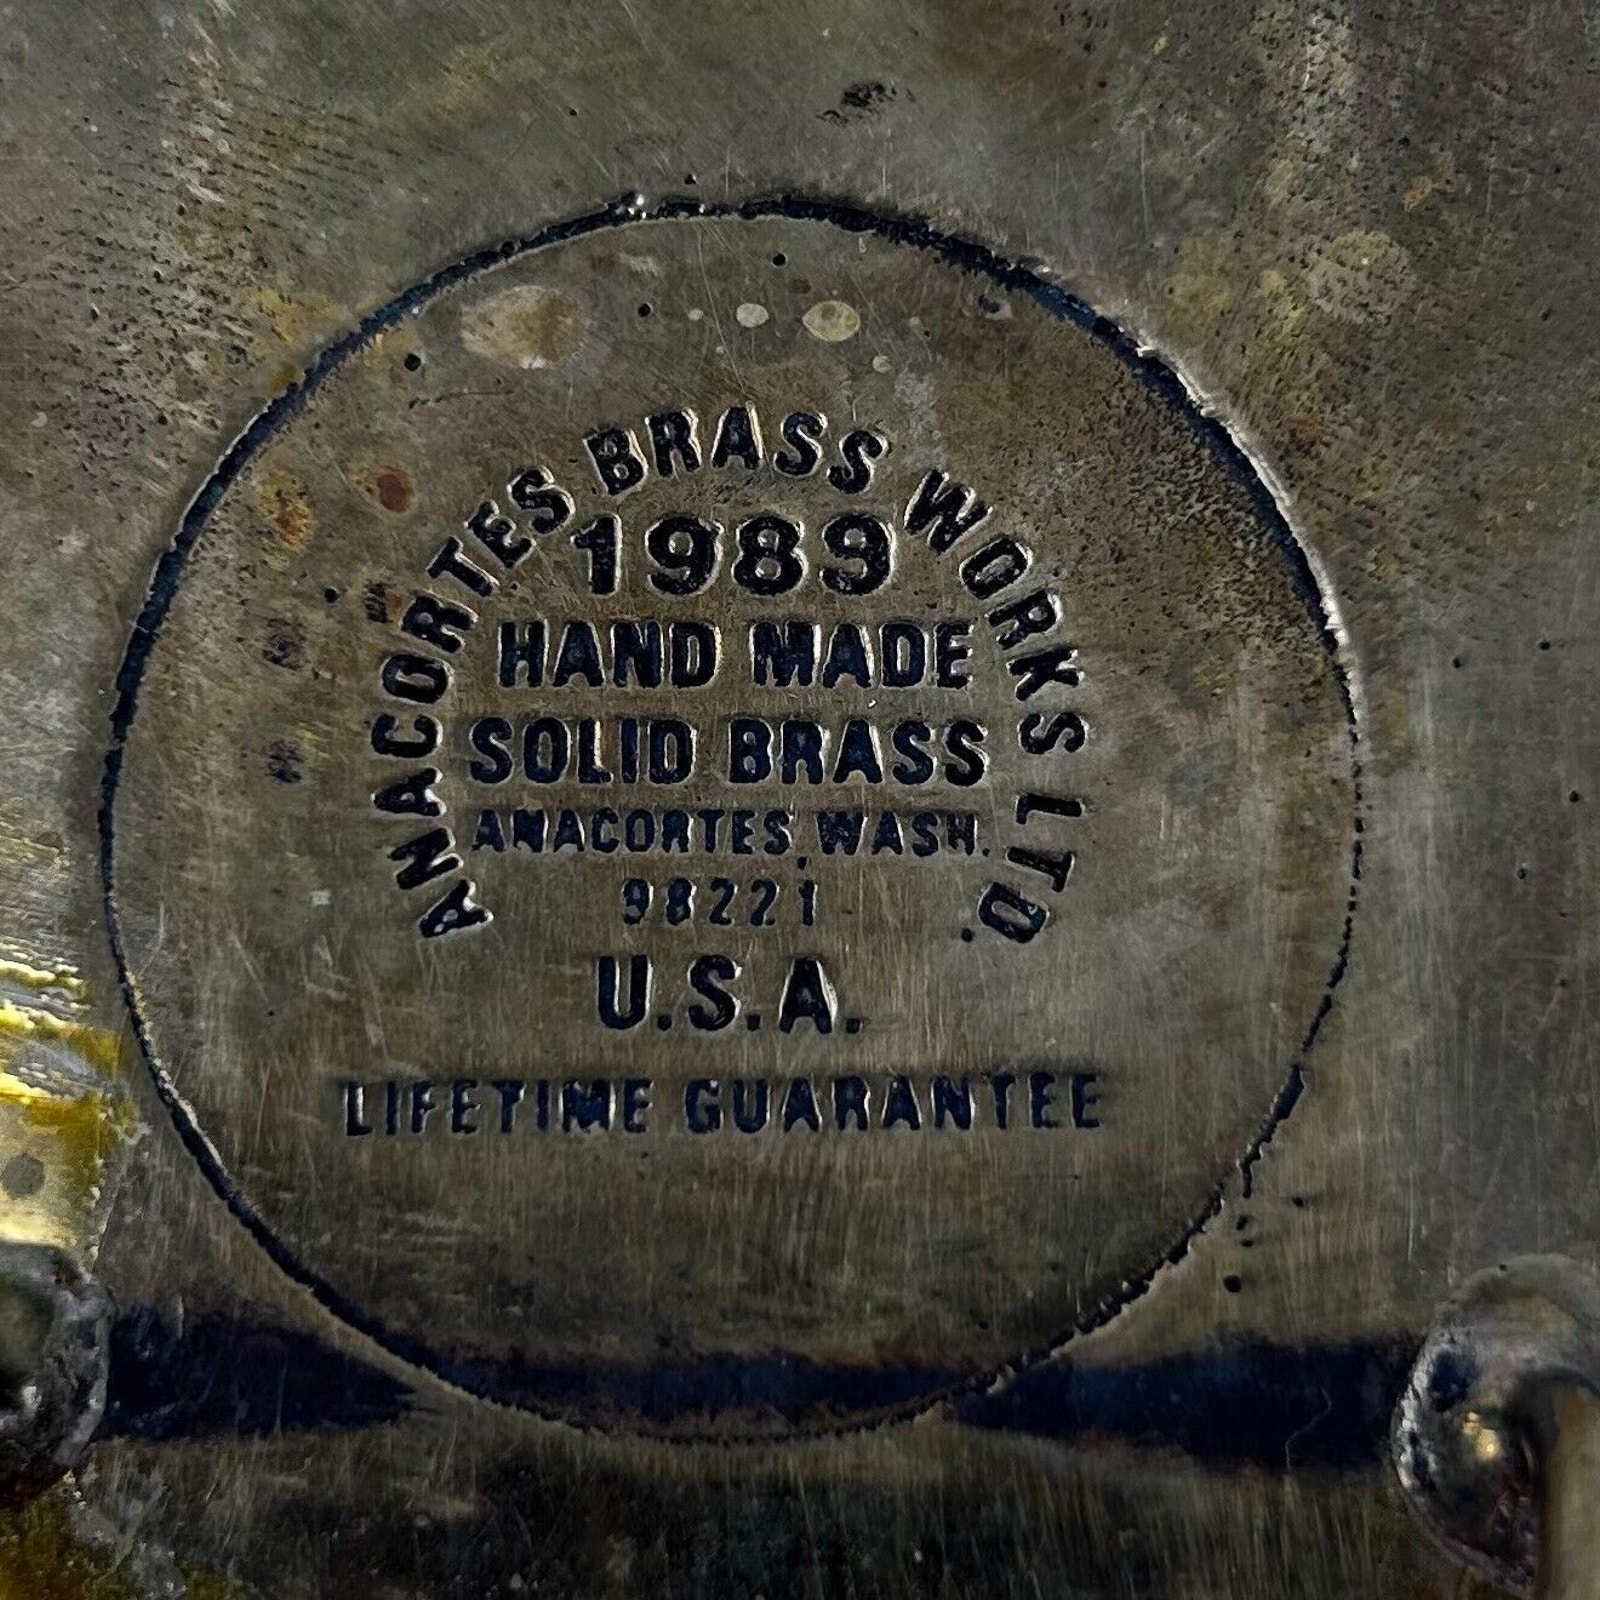 ANACORTES BRASS WORKS LTD.
1989
HAND MADE
SOLID BRASS
ANACORTES, WASH.
98221
U.S.A.
LIFETIME GUARANTEE